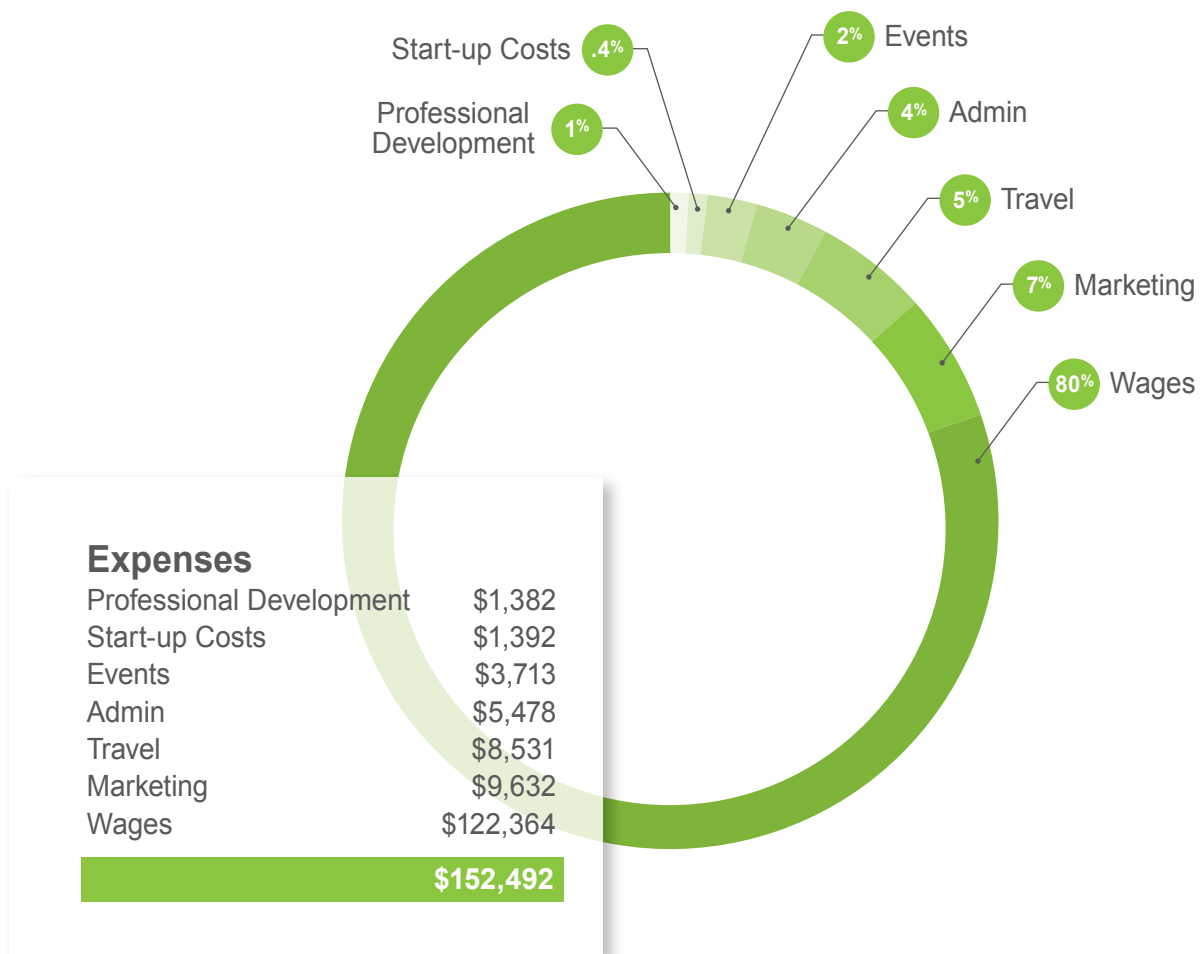 Start-up Costs .4%
2% Events
Professional
Development 1%
4% Admin
5% Travel
7% Marketing
80% Wages
Expenses
Professional Development $1,382
Start-up Costs $1,392
Events $3,713
Admin $5,478
Travel $8,531
Marketing $9,632
Wages $122,364
$152,492